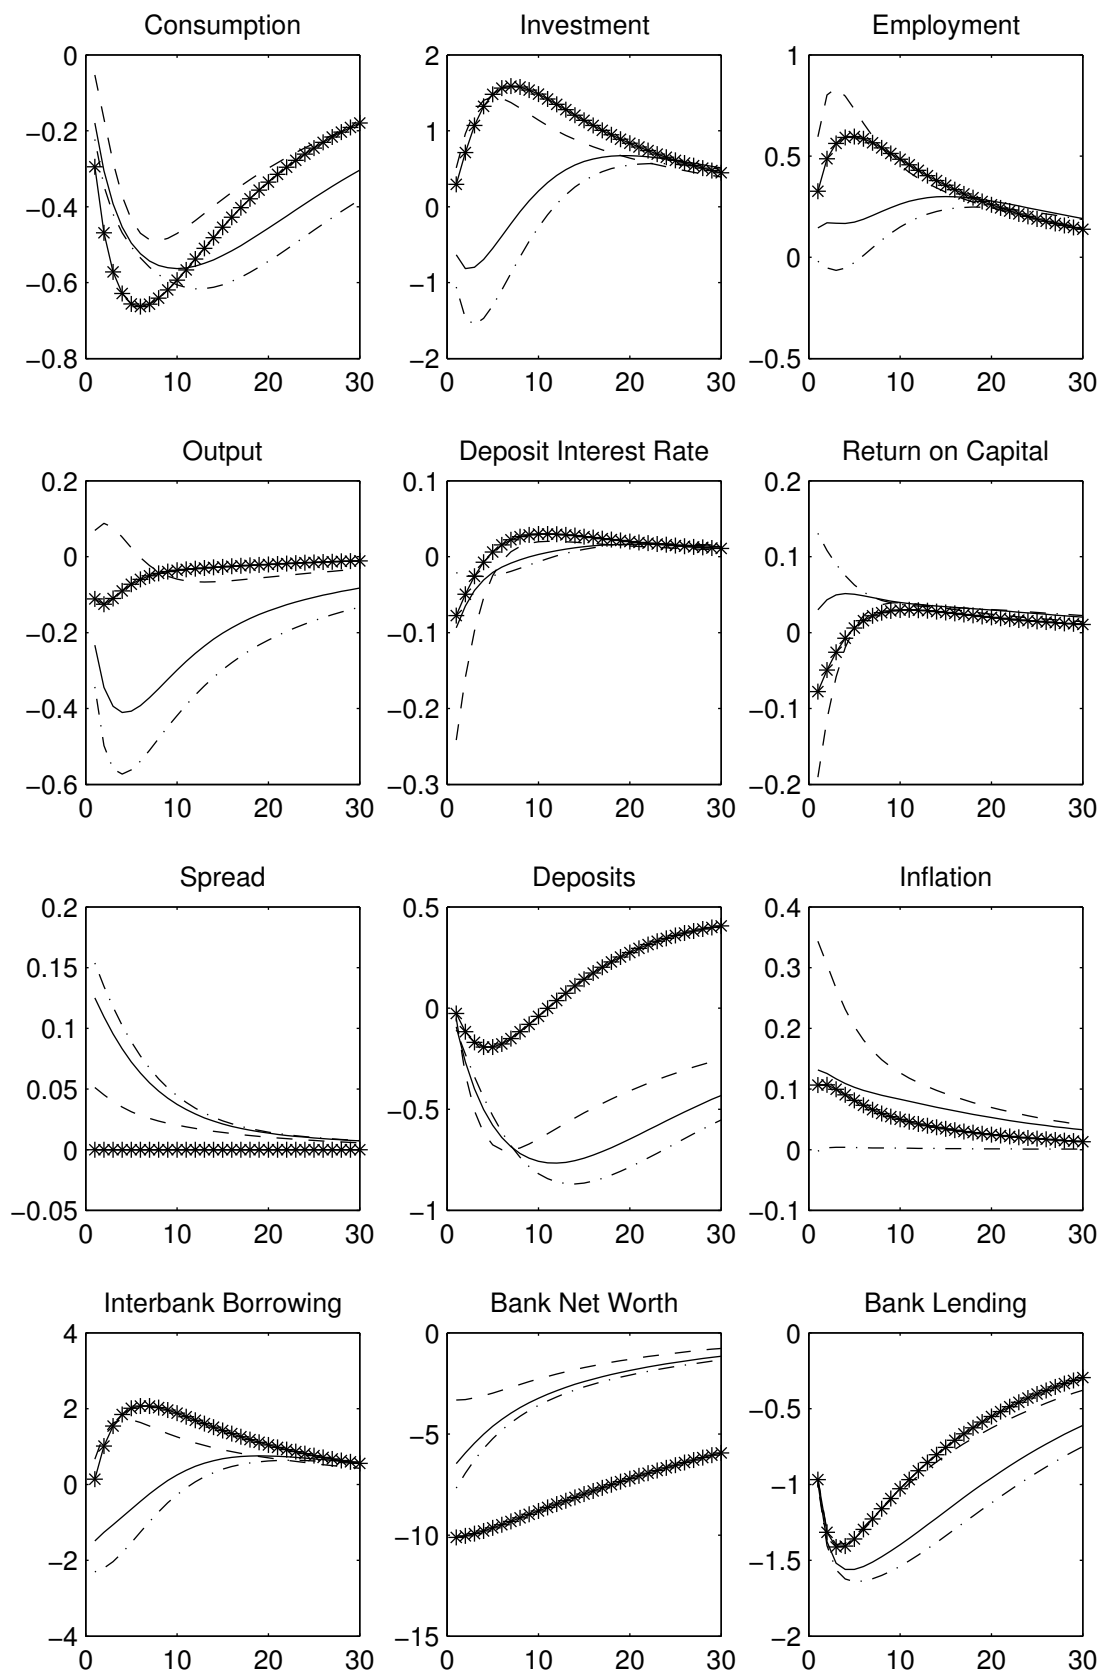 Consumption Investment Employment
0 2 1
−0.2 1 0.5
−0.4 0
−0.6 −1 0
−0.8 −2 −0.5
0 10 20 30 0 10 20 30 0 10 20 30
Output Deposit Interest Rate Return on Capital
0.2 0.1 0.2
0 0 0.1
−0.2 −0.1 0
−0.4 −0.2 −0.1
−0.6 −0.3 −0.2
0 10 20 30 0 10 20 30 0 10 20 30
Spread Deposits Inflation
0.2 0.5 0.4
0.15 0 0.3
0.1 0.2
0.05 −0.5 0.1
0 0
−0.05 −1 −0.1
0 10 20 30 0 10 20 30 0 10 20 30
Interbank Borrowing Bank Net Worth Bank Lending
4 0 0
2 −5 −0.5
0 −1
−2 −10 −1.5
−4 −15 −2
0 10 20 30 0 10 20 30 0 10 20 30